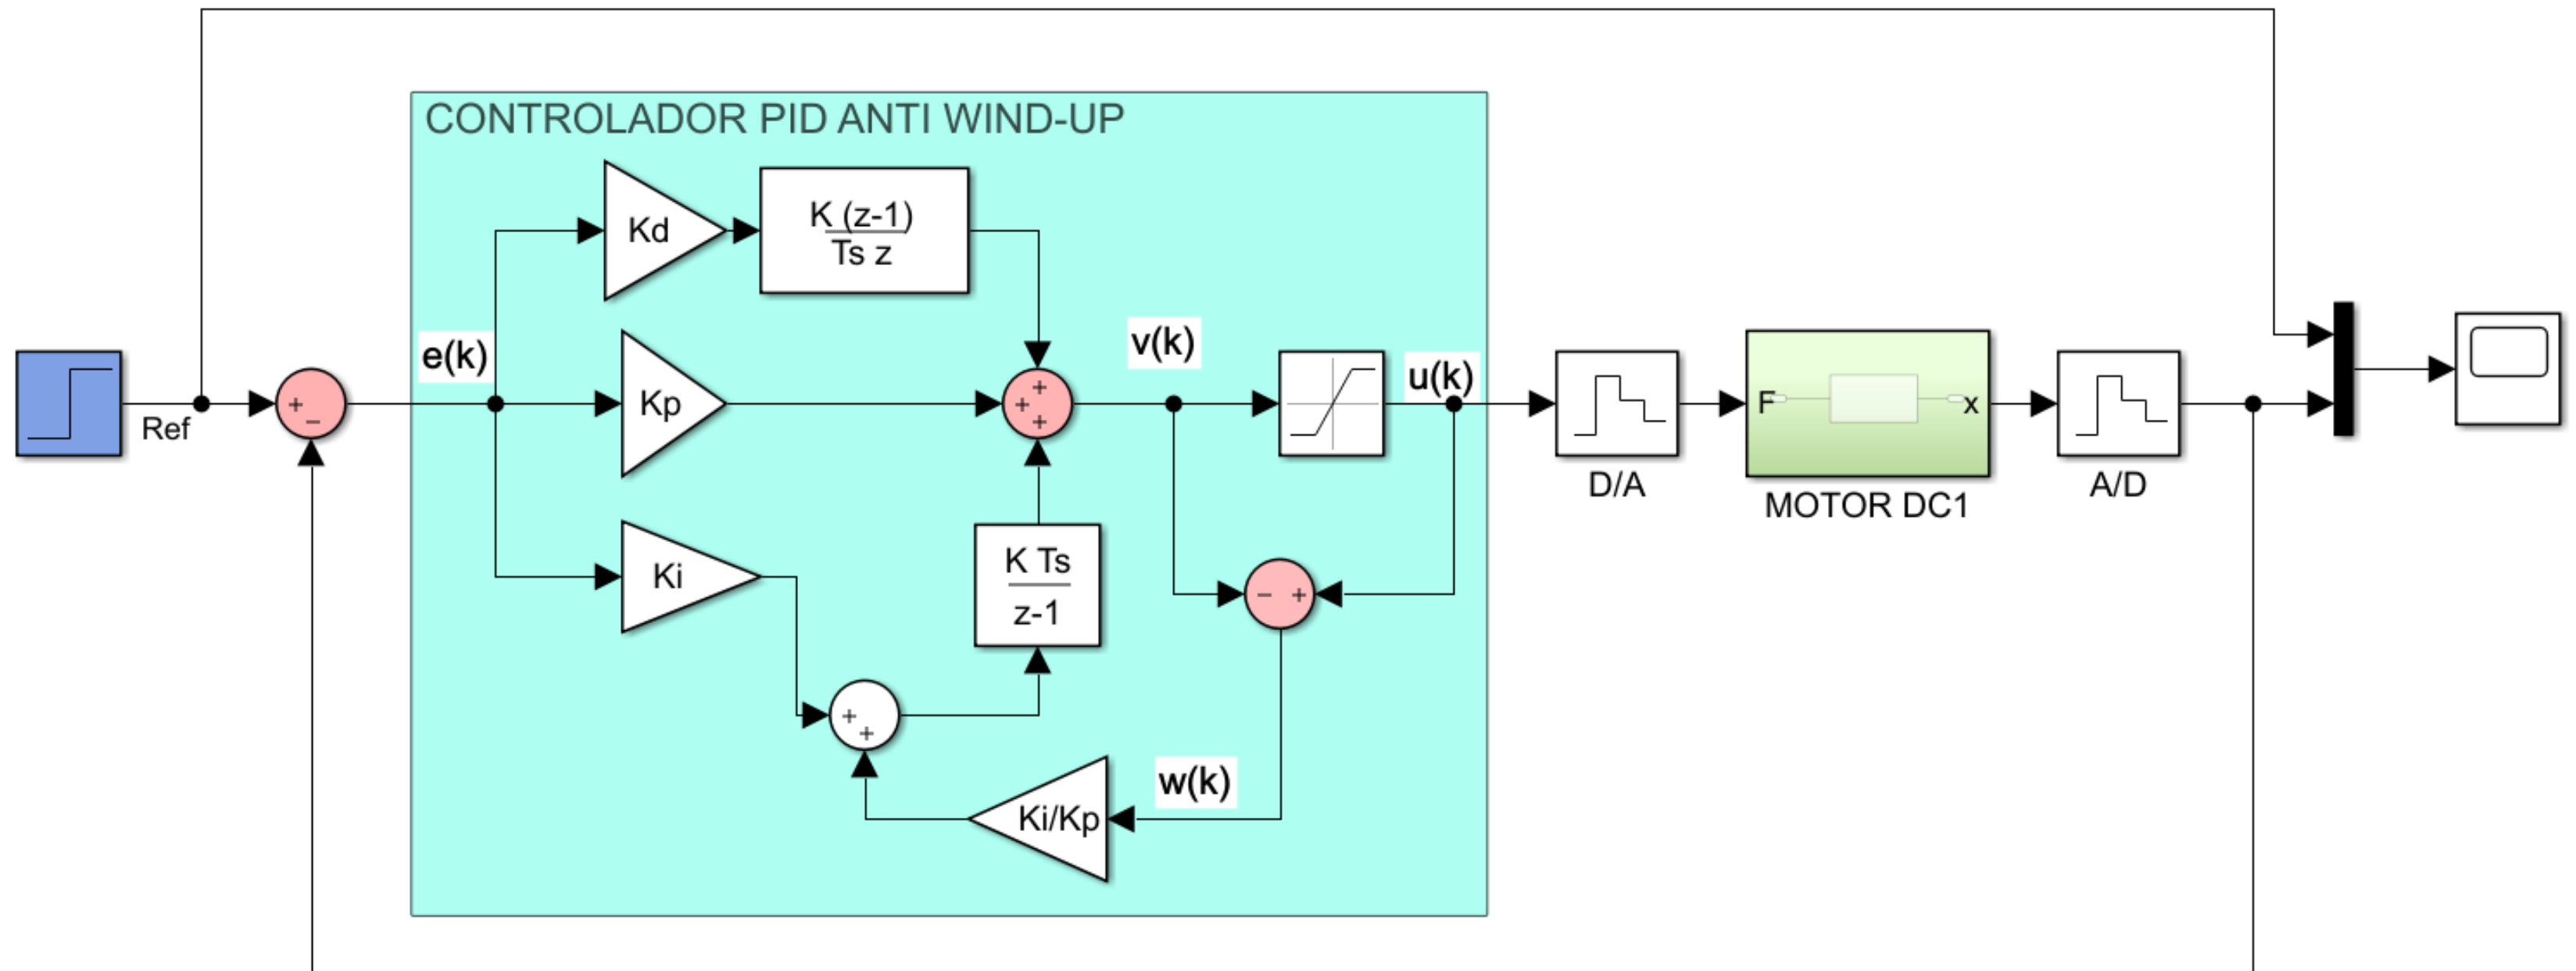 CONTROLADOR PID ANTI WIND-UP
Kd
K (z-1)
Ts z
Ref
+
−
e(k)
Kp
+
+
+
v(k)
u(k)
D/A
F
x
MOTOR DC1
A/D
Ki
K Ts
z-1
− +
+
+
Ki/Kp
w(k)